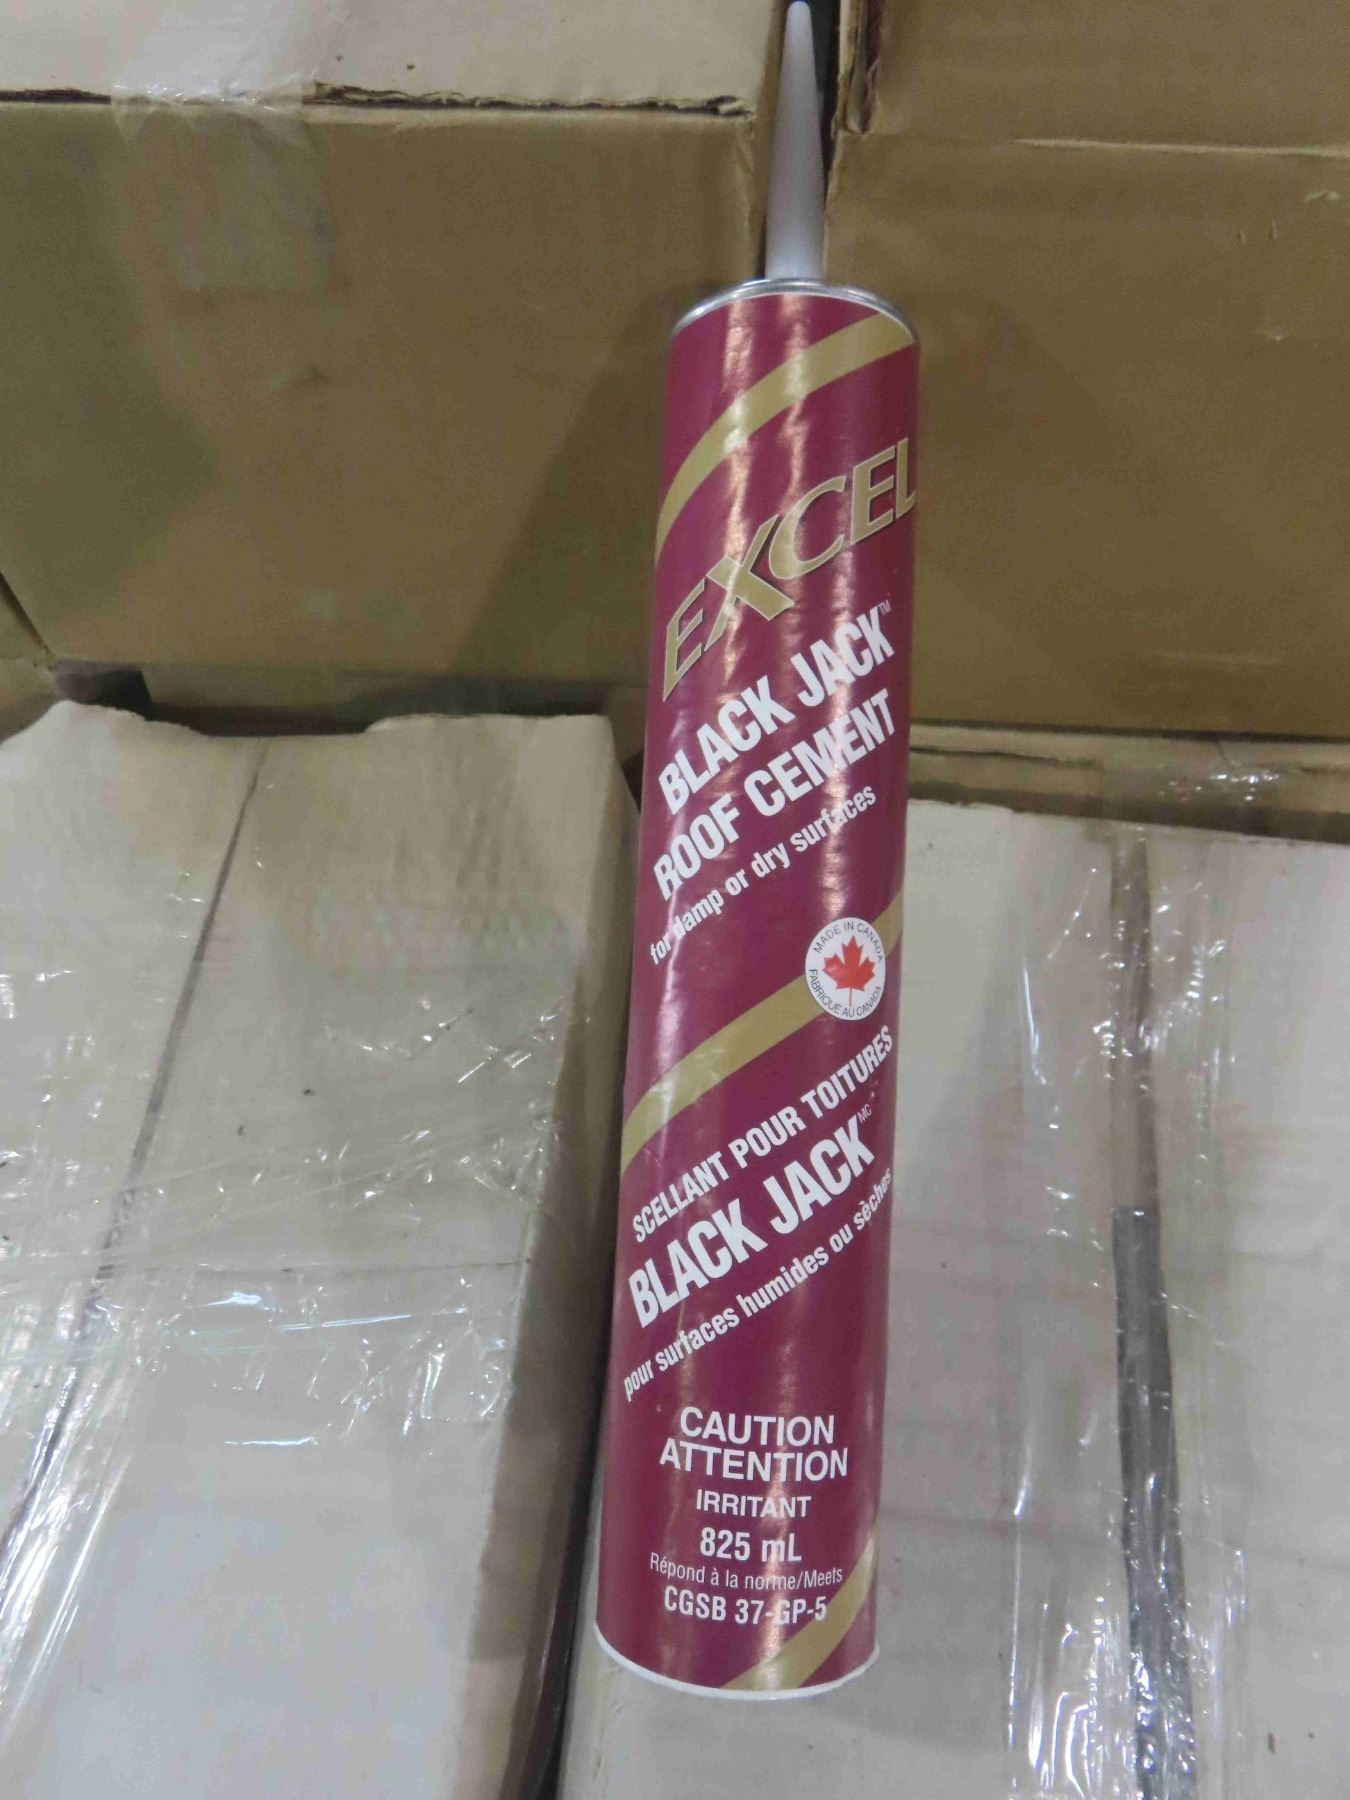 EXCEL
BLACK JACK™
ROOF CEMENT
for damp or dry surfaces
MADE IN CANADA
FABRIQUÉ AU CANADA
SCELLANT POUR TOITURES
BLACK JACK MC
pour surfaces humides ou sèches
CAUTION
ATTENTION
IRRITANT
825 mL
Répond à la norme/Meets
CGSB 37-GP-5